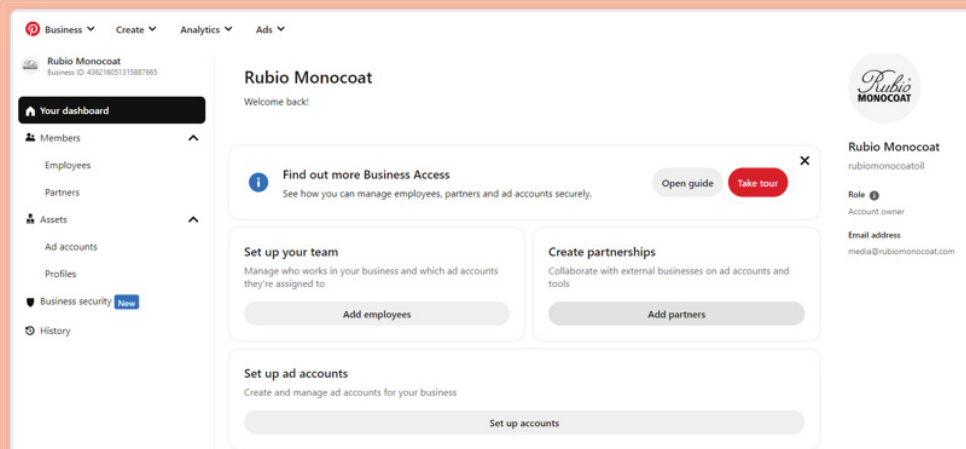 Business Create Analytics Ads
Rubio Monocoat
Business ID: 436216051315887665
Your dashboard
Members
Employees
Partners
Assets
Ad accounts
Profiles
Business security New
History
Rubio Monocoat
Welcome back!
Find out more Business Access
See how you can manage employees, partners and ad accounts securely.
Open guide
Take tour
Set up your team
Manage who works in your business and which ad accounts
they're assigned to
Add employees
Create partnerships
Collaborate with external businesses on ad accounts and
tools
Add partners
Set up ad accounts
Create and manage ad accounts for your business
Set up accounts
Rubio
MONOCOAT
Rubio Monocoat
rubiomonocoatoil
Role
Account owner
Email address
media@rubiomonocoat.com